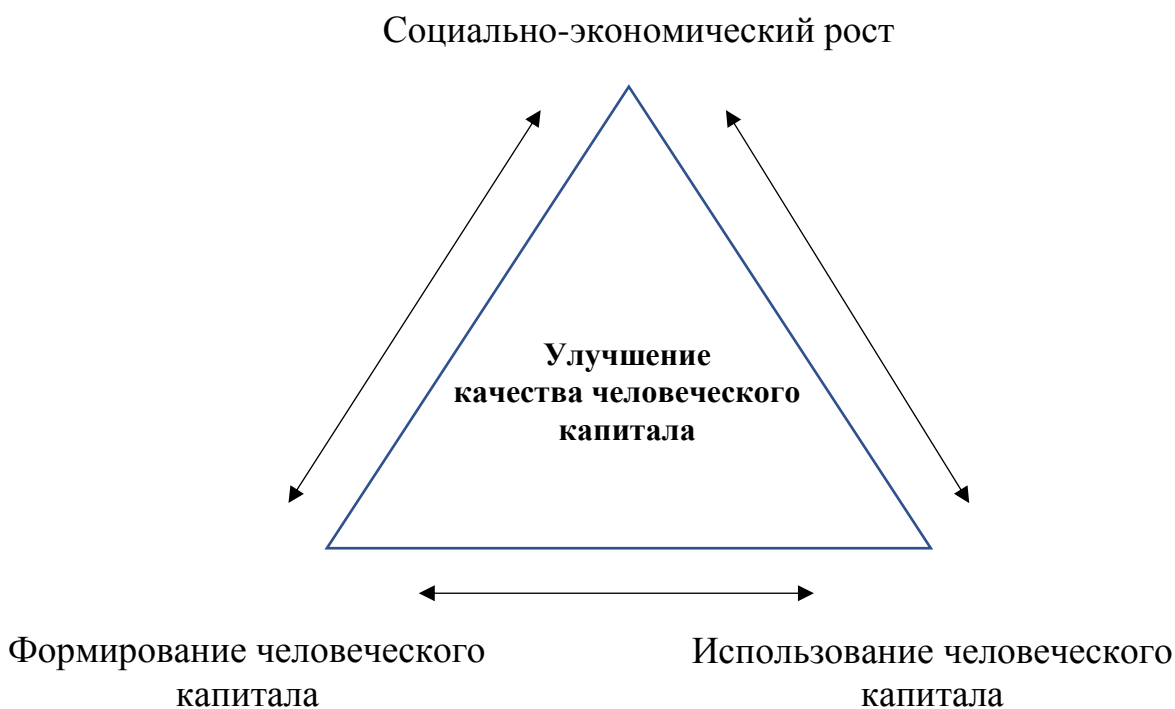 Социально-экономический рост
Улучшение
качества человеческого
капитала
Формирование человеческого
капитала
Использование человеческого
капитала